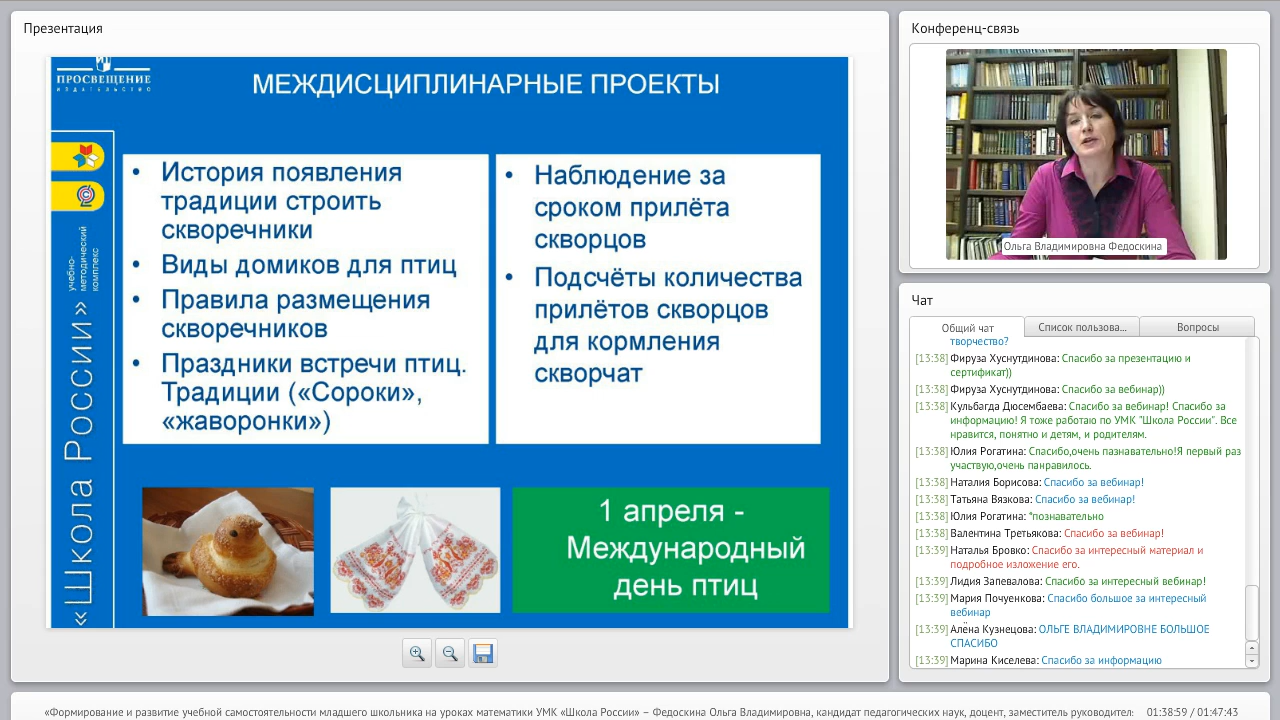 Презентация
ПРОСВЕЩЕНИЕ
ИЗДАТЕЛЬСТВО
МЕЖДИСЦИПЛИНАРНЫЕ ПРОЕКТЫ
«Школа России»
учебно-
методический
комплекс
• История появления
традиции строить
скворечники
• Виды домиков для птиц
• Правила размещения
скворечников
• Праздники встречи птиц.
Традиции («Сороки»,
«жаворонки»)
• Наблюдение за
сроком прилёта
скворцов
• Подсчёты количества
прилётов скворцов
для кормления
скворчат
1 апреля -
Международный
день птиц
Конференц-связь
Ольга Владимировна Федоскина
Чат
Общий чат
Список пользова...
Вопросы
творчество?
[13:38] Фируза Хуснутдинова: Спасибо за презентацию и
сертификат))
[13:38] Фируза Хуснутдинова: Спасибо за вебинар))
[13:38] Кульбагда Дюсембаева: Спасибо за вебинар! Спасибо за
информацию! Я тоже работаю по УМК "Школа России". Все
нравится, понятно и детям, и родителям.
[13:38] Юлия Рогатина: Спасибо,очень пазнавательно!Я первый раз
участвую,очень панравилось.
[13:38] Наталия Борисова: Спасибо за вебинар!
[13:38] Татьяна Вязкова: Спасибо за вебинар!
[13:38] Юлия Рогатина: *познавательно
[13:38] Валентина Третьякова: Спасибо за вебинар!
[13:39] Наталья Бровко: Спасибо за интересный материал и
подробное изложение его.
[13:39] Лидия Запевалова: Спасибо за интересный вебинар!
[13:39] Мария Почуенкова: Спасибо большое за интересный
вебинар
[13:39] Алёна Кузнецова: ОЛЬГЕ ВЛАДИМИРОВНЕ БОЛЬШОЕ
СПАСИБО
[13:39] Марина Киселева: Спасибо за информацию
«Формирование и развитие учебной самостоятельности младшего школьника на уроках математики УМК «Школа России» – Федоскина Ольга Владимировна, кандидат педагогических наук, доцент, заместитель руководител
01:38:59 / 01:47:43